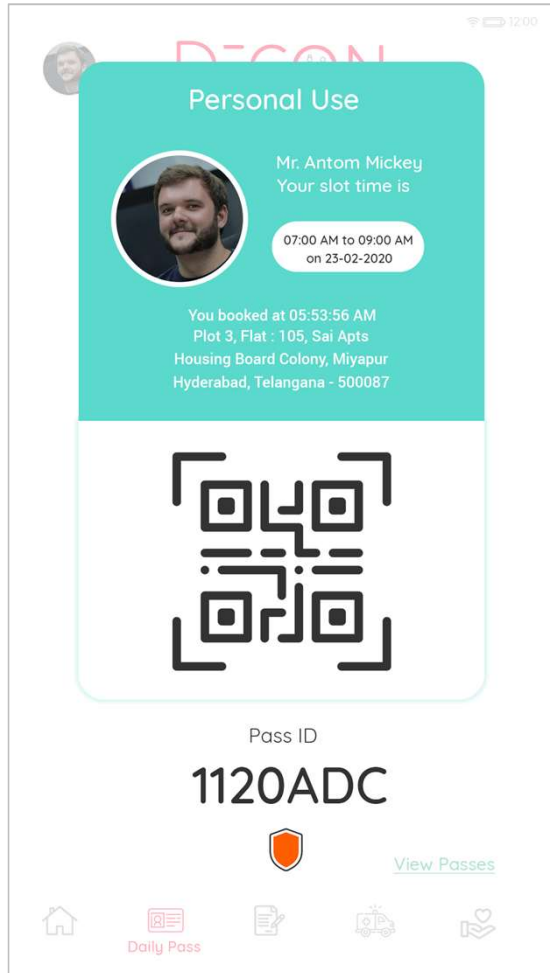 12:00
DECON
Personal Use
Mr. Antom Mickey
Your slot time is
07:00 AM to 09:00 AM
on 23-02-2020
You booked at 05:53:56 AM
Plot 3, Flat : 105, Sai Apts
Housing Board Colony, Miyapur
Hyderabad, Telangana - 500087
Pass ID
1120ADC
View Passes
Daily Pass